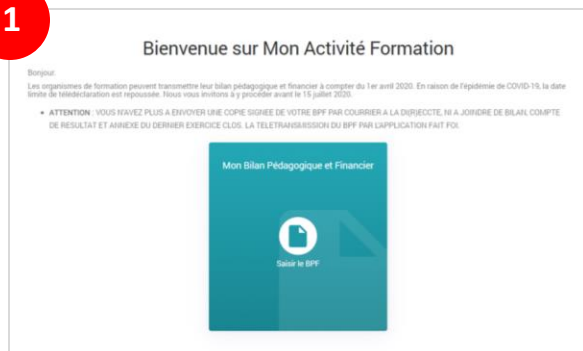 1
Bienvenue sur Mon Activité Formation
Bonjour.
Les organismes de formation peuvent transmettre leur bilan pédagogique et financier à compter du 1er avril 2020. En raison de l'épidémie de COVID-19, la date
limite de télédéclaration est repoussée. Nous vous invitons à y procéder avant le 15 juillet 2020.
• ATTENTION : VOUS N'AVEZ PLUS A ENVOYER UNE COPIE SIGNEE DE VOTRE BPF PAR COURRIER A LA DI(R)ECCTE, NI A JOINDRE DE BILAN, COMPTE
DE RESULTAT ET ANNEXE DU DERNIER EXERCICE CLOS. LA TELETRANSMISSION DU BPF PAR L'APPLICATION FAIT FOI.
Mon Bilan Pédagogique et Financier
Saisir le BPF